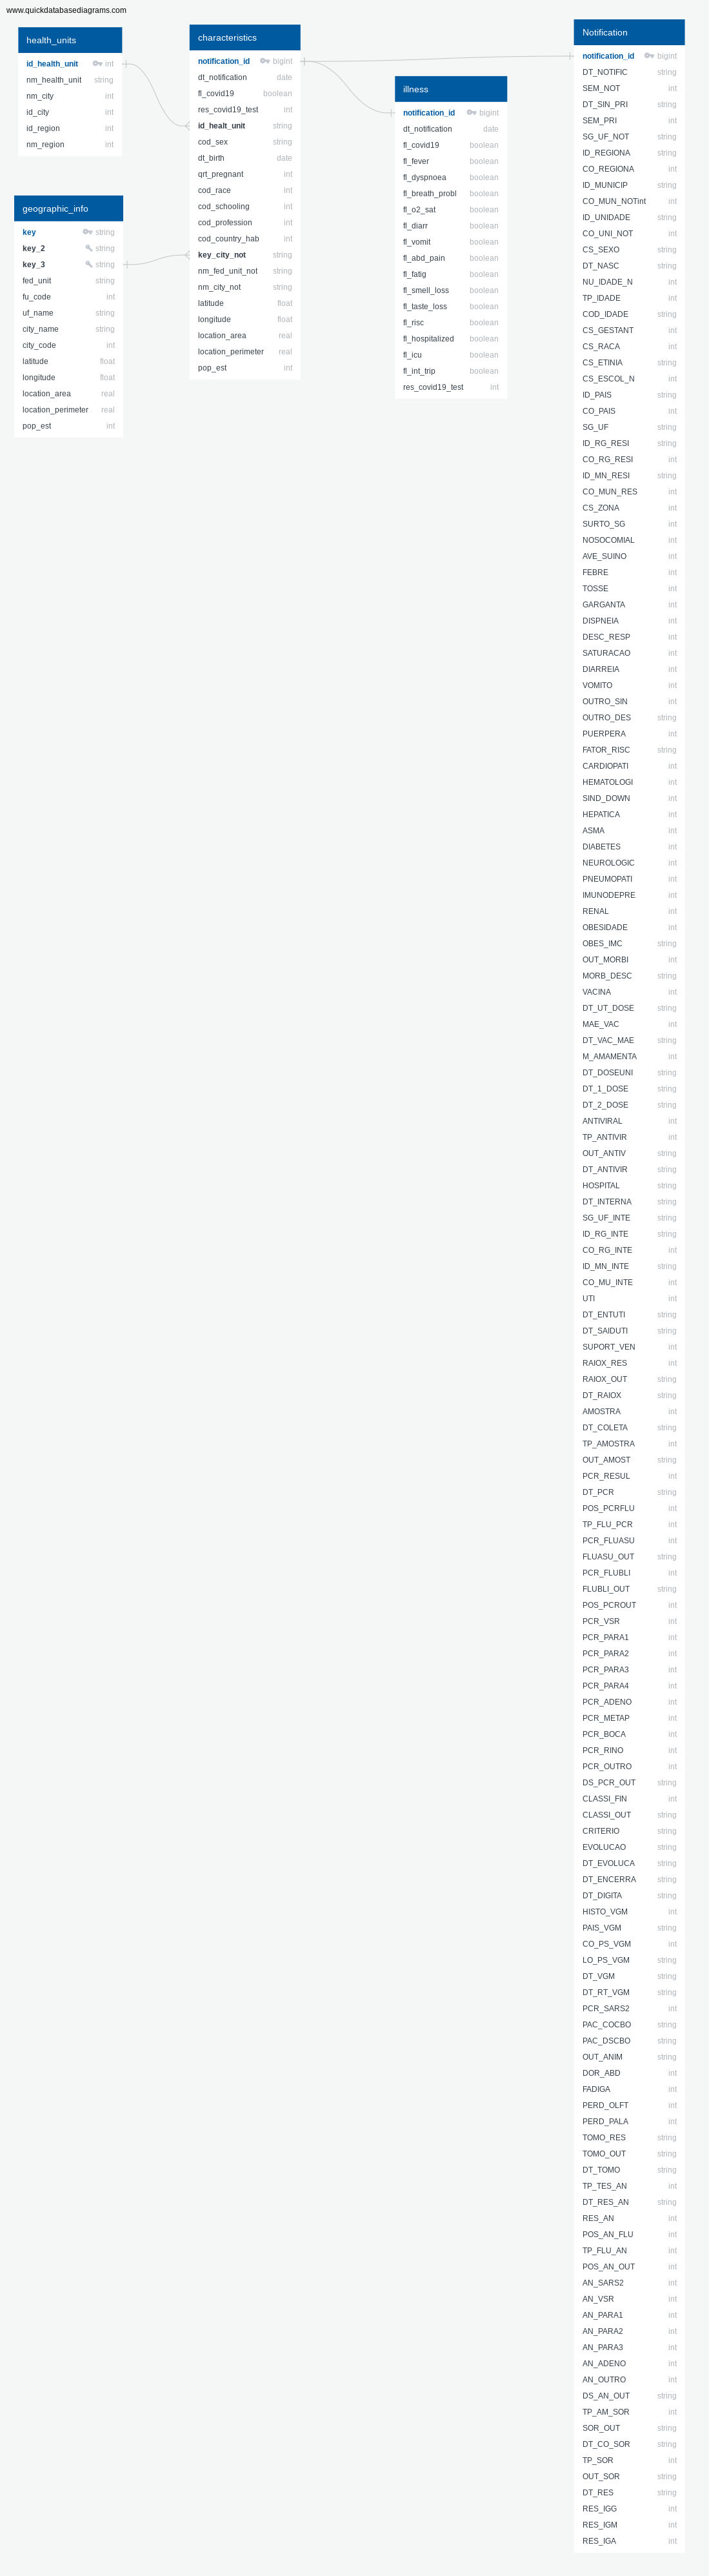 www.quickdatabasediagrams.com
health_units
id_health_unit int
nm_health_unit string
nm_city int
id_city int
id_region int
nm_region int
geographic_info
key string
key_2 string
key_3 string
fed_unit string
fu_code int
uf_name string
city_name string
city_code int
latitude float
longitude float
location_area real
location_perimeter real
pop_est int
characteristics
notification_id bigint
dt_notification date
fl_covid19 boolean
res_covid19_test int
id_healt_unit string
cod_sex string
dt_birth date
qrt_pregnant int
cod_race int
cod_schooling int
cod_profession int
cod_country_hab int
key_city_not string
nm_fed_unit_not string
nm_city_not string
latitude float
longitude float
location_area real
location_perimeter real
pop_est int
illness
notification_id bigint
dt_notification date
fl_covid19 boolean
fl_fever boolean
fl_dyspnoea boolean
fl_breath_probl boolean
fl_o2_sat boolean
fl_diarr boolean
fl_vomit boolean
fl_abd_pain boolean
fl_fatig boolean
fl_smell_loss boolean
fl_taste_loss boolean
fl_risc boolean
fl_hospitalized boolean
fl_icu boolean
fl_int_trip boolean
res_covid19_test int
Notification
notification_id bigint
DT_NOTIFIC string
SEM_NOT int
DT_SIN_PRI string
SEM_PRI int
SG_UF_NOT string
ID_REGIONA string
CO_REGIONA int
ID_MUNICIP string
CO_MUN_NOTint int
ID_UNIDADE string
CO_UNI_NOT int
CS_SEXO string
DT_NASC string
NU_IDADE_N int
TP_IDADE int
COD_IDADE string
CS_GESTANT int
CS_RACA int
CS_ETINIA string
CS_ESCOL_N int
ID_PAIS string
CO_PAIS int
SG_UF string
ID_RG_RESI string
CO_RG_RESI int
ID_MN_RESI string
CO_MUN_RES int
CS_ZONA int
SURTO_SG int
NOSOCOMIAL int
AVE_SUINO int
FEBRE int
TOSSE int
GARGANTA int
DISPNEIA int
DESC_RESP int
SATURACAO int
DIARREIA int
VOMITO int
OUTRO_SIN int
OUTRO_DES string
PUERPERA int
FATOR_RISC string
CARDIOPATI int
HEMATOLOGI int
SIND_DOWN int
HEPATICA int
ASMA int
DIABETES int
NEUROLOGIC int
PNEUMOPATI int
IMUNODEPRE int
RENAL int
OBESIDADE int
OBES_IMC string
OUT_MORBI int
MORB_DESC string
VACINA int
DT_UT_DOSE string
MAE_VAC int
DT_VAC_MAE string
M_AMAMENTA int
DT_DOSEUNI string
DT_1_DOSE string
DT_2_DOSE string
ANTIVIRAL int
TP_ANTIVIR int
OUT_ANTIV string
DT_ANTIVIR string
HOSPITAL string
DT_INTERNA string
SG_UF_INTE string
ID_RG_INTE string
CO_RG_INTE int
ID_MN_INTE string
CO_MU_INTE int
UTI int
DT_ENTUTI string
DT_SAIDUTI string
SUPORT_VEN int
RAIOX_RES int
RAIOX_OUT string
DT_RAIOX string
AMOSTRA int
DT_COLETA string
TP_AMOSTRA int
OUT_AMOST string
PCR_RESUL int
DT_PCR string
POS_PCRFLU int
TP_FLU_PCR int
PCR_FLUASU int
FLUASU_OUT string
PCR_FLUBLI int
FLUBLI_OUT string
POS_PCROUT int
PCR_VSR int
PCR_PARA1 int
PCR_PARA2 int
PCR_PARA3 int
PCR_PARA4 int
PCR_ADENO int
PCR_METAP int
PCR_BOCA int
PCR_RINO int
PCR_OUTRO int
DS_PCR_OUT string
CLASSI_FIN int
CLASSI_OUT string
CRITERIO string
EVOLUCAO string
DT_EVOLUCA string
DT_ENCERRA string
DT_DIGITA string
HISTO_VGM int
PAIS_VGM string
CO_PS_VGM int
LO_PS_VGM string
DT_VGM string
DT_RT_VGM string
PCR_SARS2 int
PAC_COCBO string
PAC_DSCBO string
OUT_ANIM string
DOR_ABD int
FADIGA int
PERD_OLFT int
PERD_PALA int
TOMO_RES string
TOMO_OUT string
DT_TOMO string
TP_TES_AN int
DT_RES_AN string
RES_AN int
POS_AN_FLU int
TP_FLU_AN int
POS_AN_OUT int
AN_SARS2 int
AN_VSR int
AN_PARA1 int
AN_PARA2 int
AN_PARA3 int
AN_ADENO int
AN_OUTRO int
DS_AN_OUT string
TP_AM_SOR int
SOR_OUT string
DT_CO_SOR string
TP_SOR int
OUT_SOR string
DT_RES string
RES_IGG int
RES_IGM int
RES_IGA int